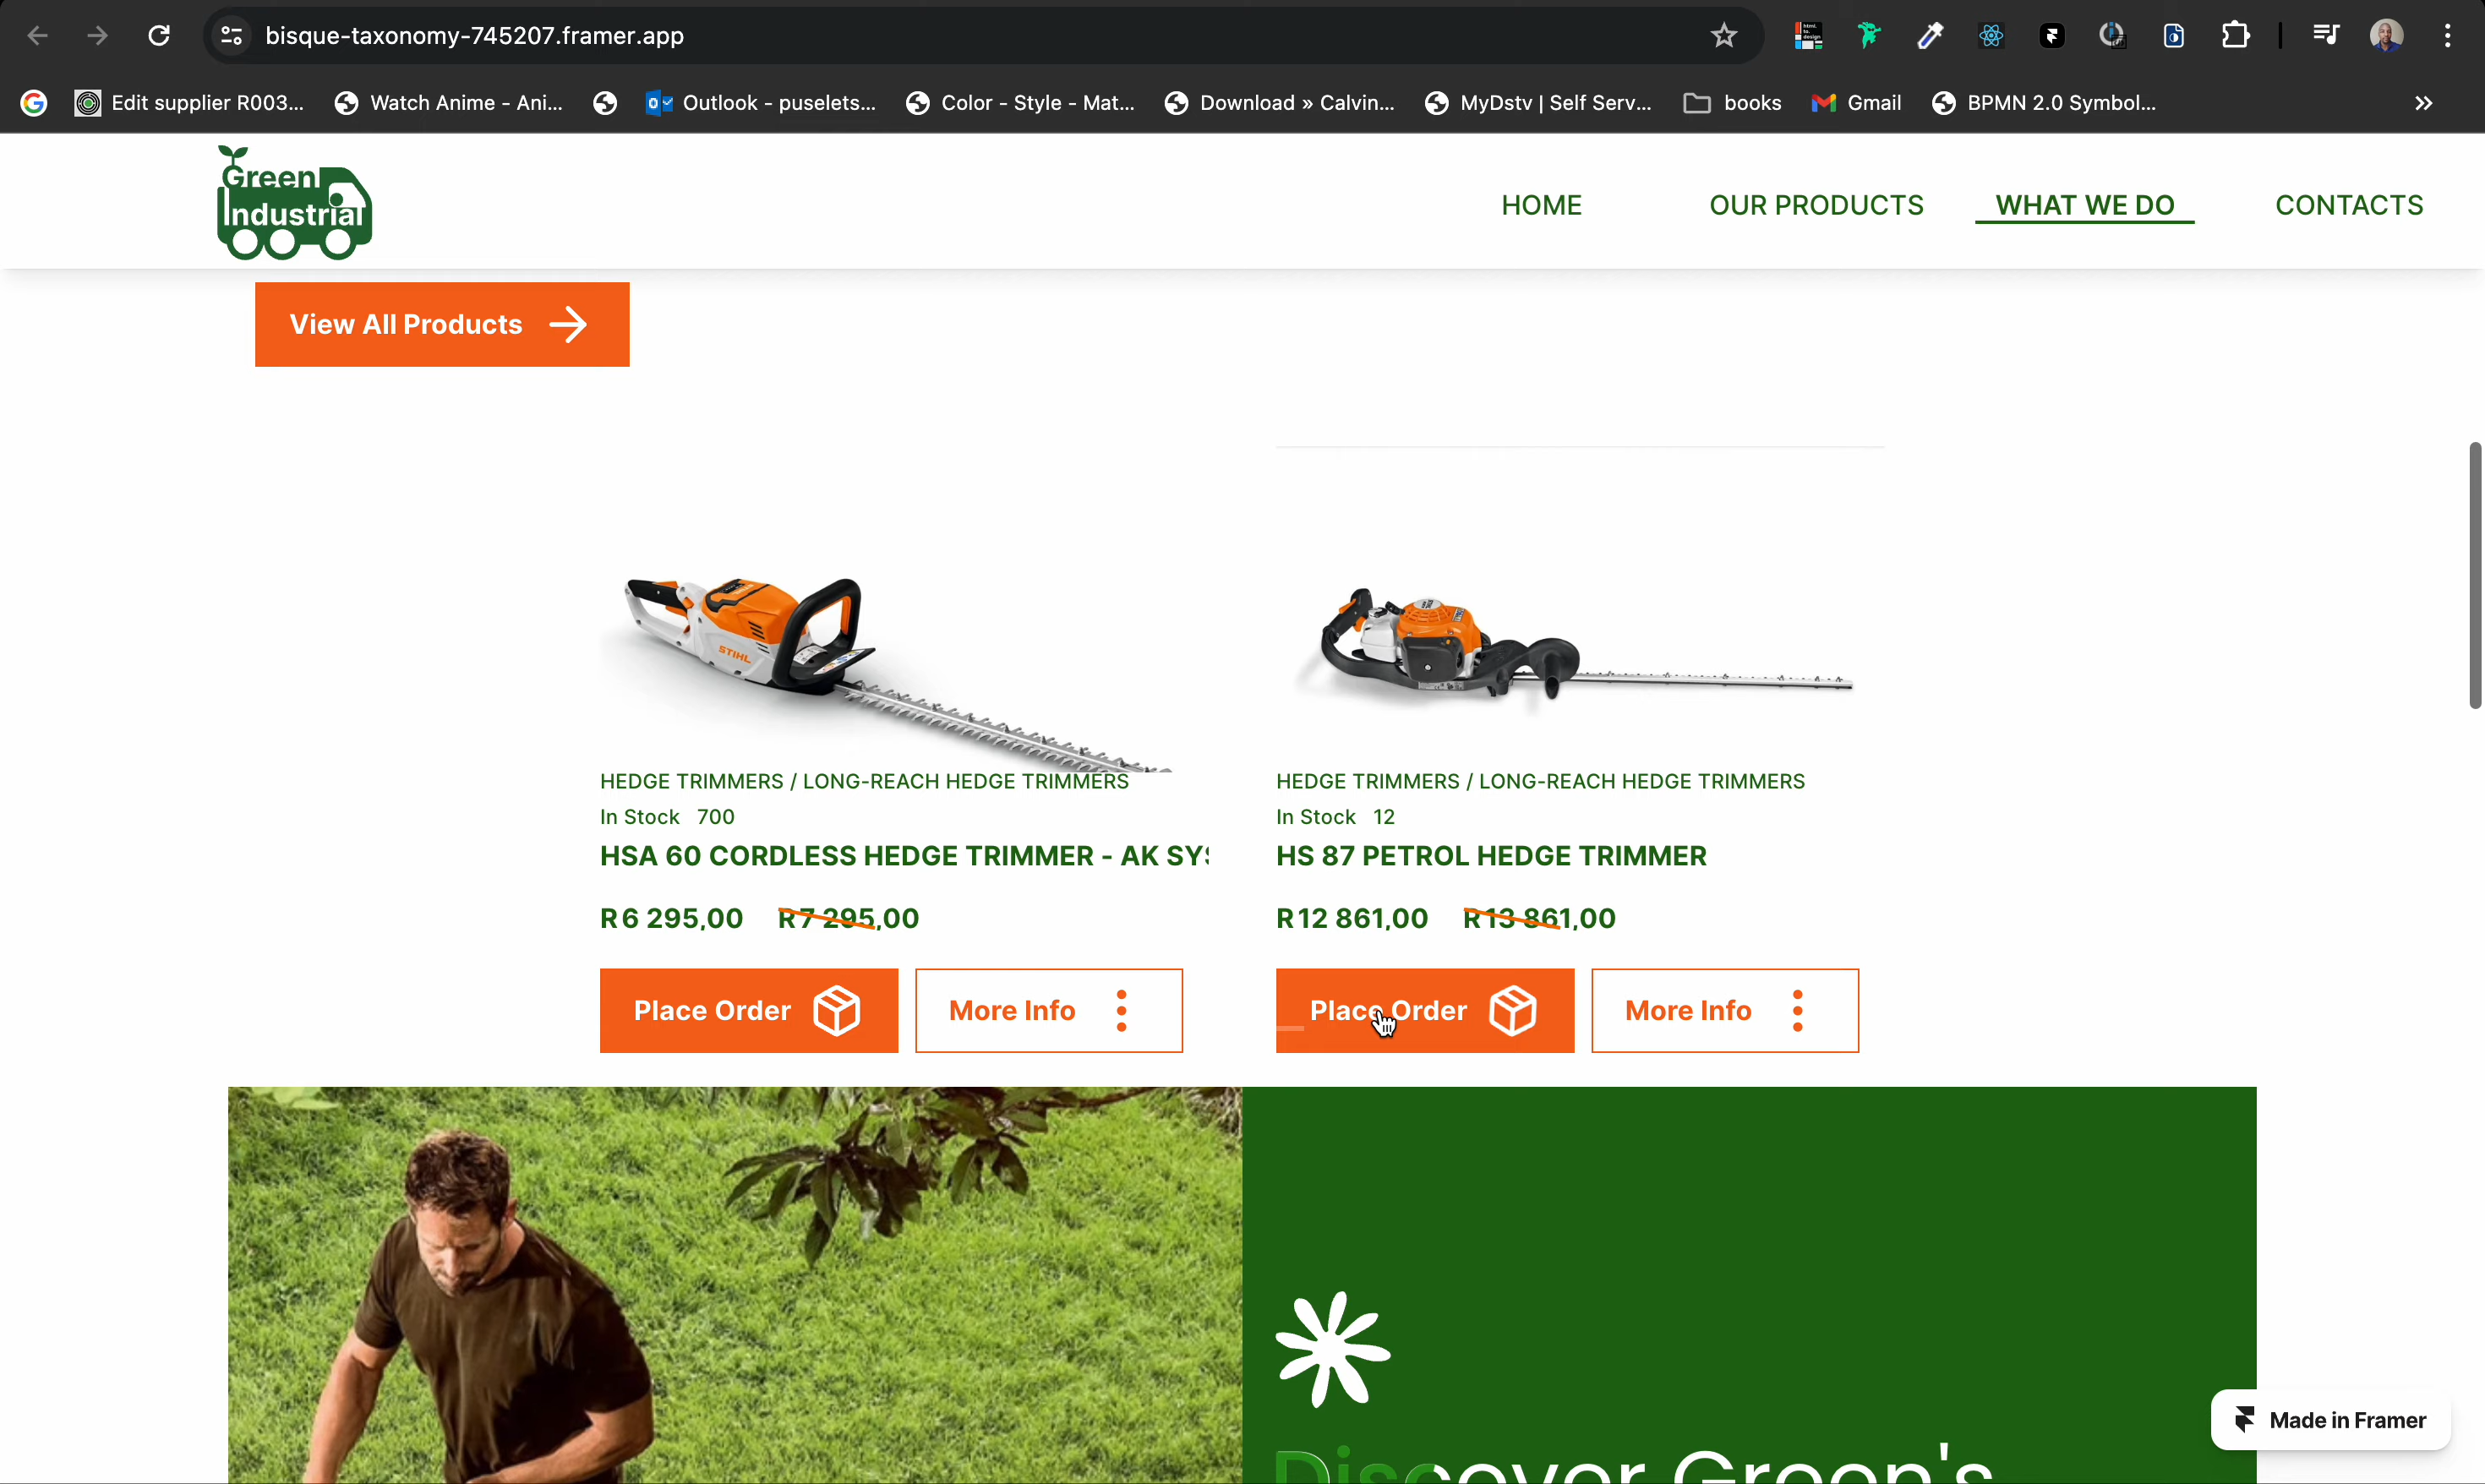 bisque-taxonomy-745207.framer.app
Edit supplier R003... Watch Anime - Ani... Outlook - puselets... Color - Style - Mat... Download » Calvin... MyDstv | Self Serv... books Gmail BPMN 2.0 Symbol... »
Green
Industrial
HOME OUR PRODUCTS WHAT WE DO CONTACTS
View All Products
STIHL
HEDGE TRIMMERS / LONG-REACH HEDGE TRIMMERS
In Stock 700
HSA 60 CORDLESS HEDGE TRIMMER - AK SY
R 6 295,00 R 7 295,00
Place Order More Info
HEDGE TRIMMERS / LONG-REACH HEDGE TRIMMERS
In Stock 12
HS 87 PETROL HEDGE TRIMMER
R 12 861,00 R 13 861,00
Place Order More Info
Discover Green's
Made in Framer